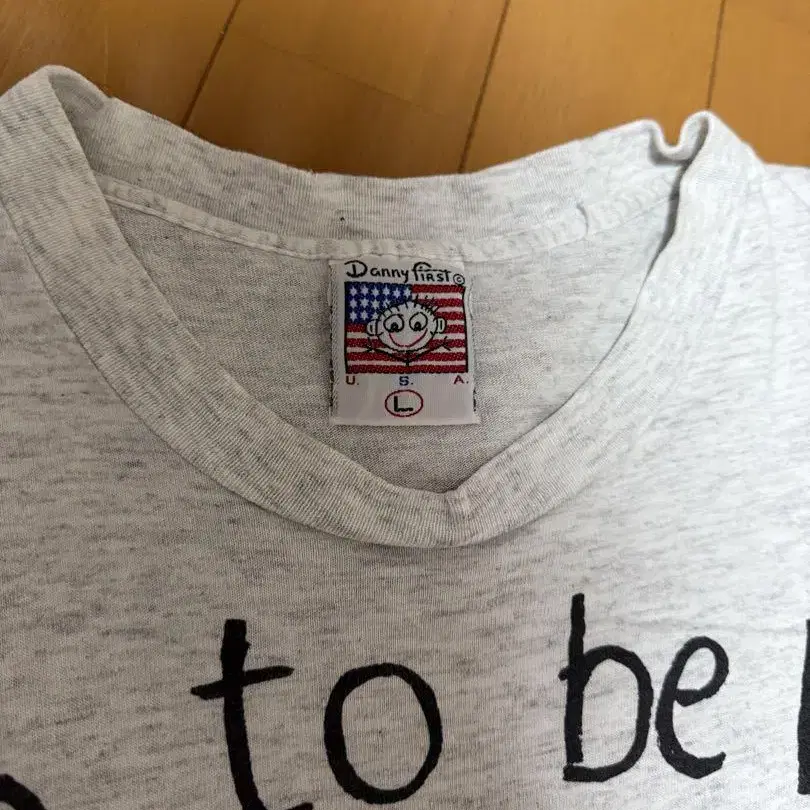 Danny First ©
U. S. A.
L
to be